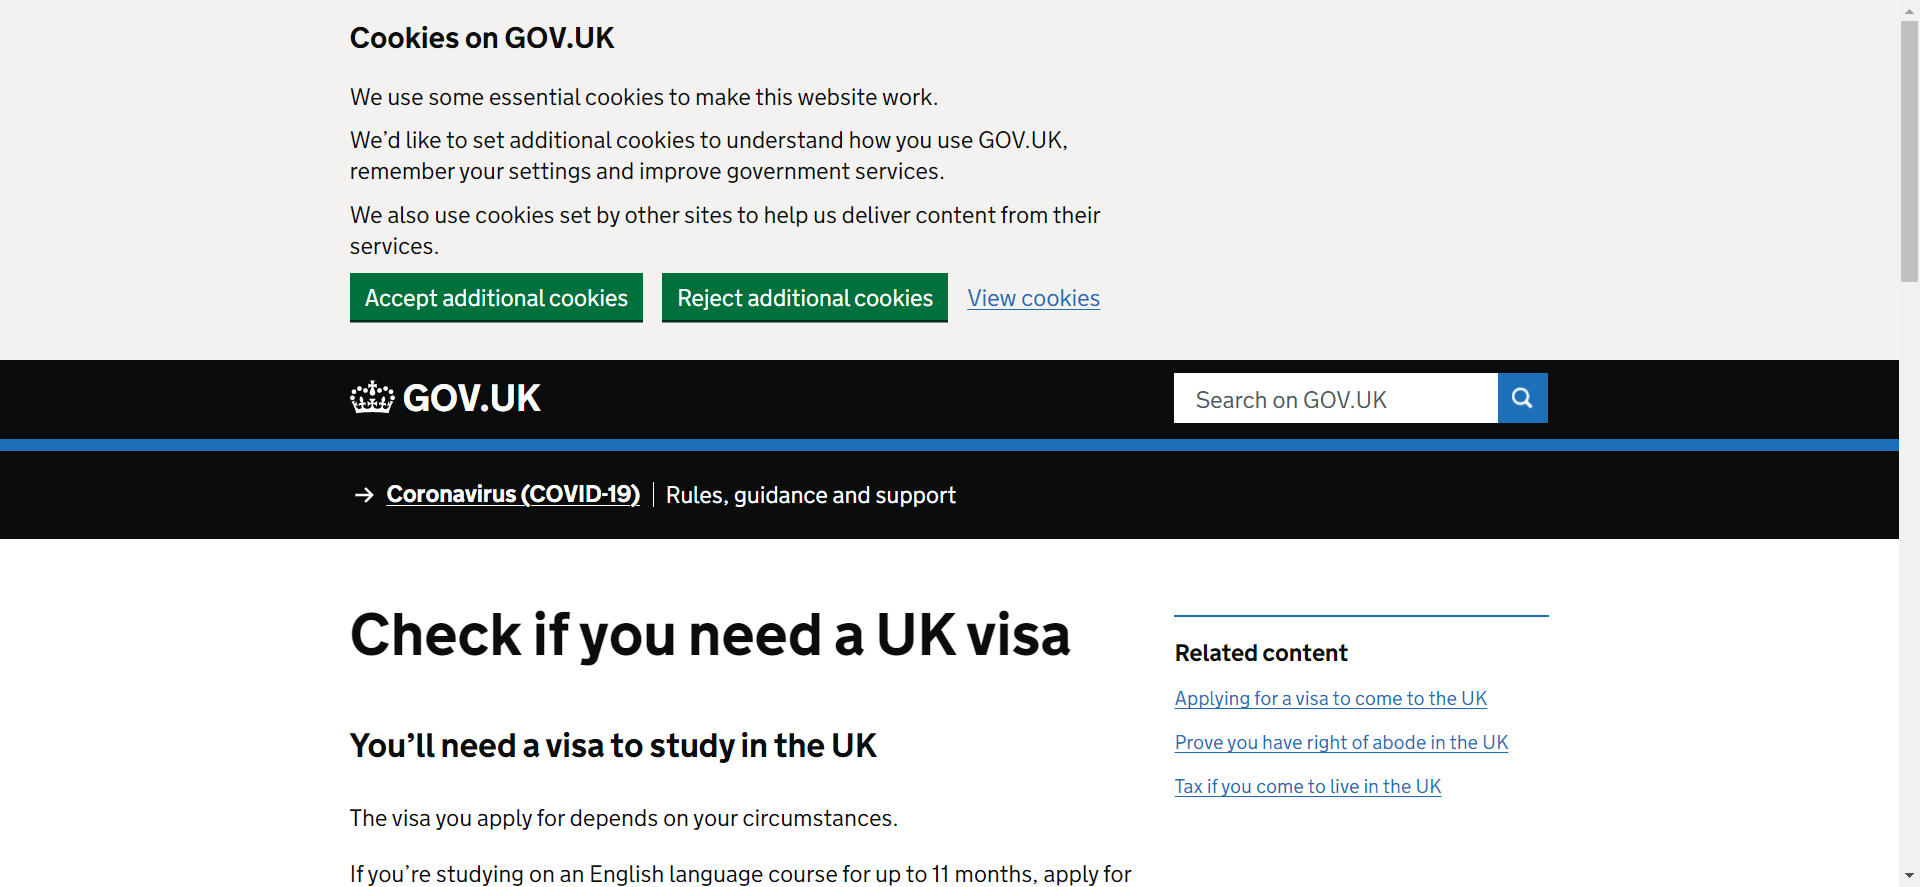 Cookies on GOV.UK
We use some essential cookies to make this website work.
We’d like to set additional cookies to understand how you use GOV.UK,
remember your settings and improve government services.
We also use cookies set by other sites to help us deliver content from their
services.
Accept additional cookies
Reject additional cookies
View cookies
GOV.UK
Search on GOV.UK
→ Coronavirus (COVID-19) | Rules, guidance and support
Check if you need a UK visa
You’ll need a visa to study in the UK
The visa you apply for depends on your circumstances.
If you’re studying on an English language course for up to 11 months, apply for
Related content
Applying for a visa to come to the UK
Prove you have right of abode in the UK
Tax if you come to live in the UK